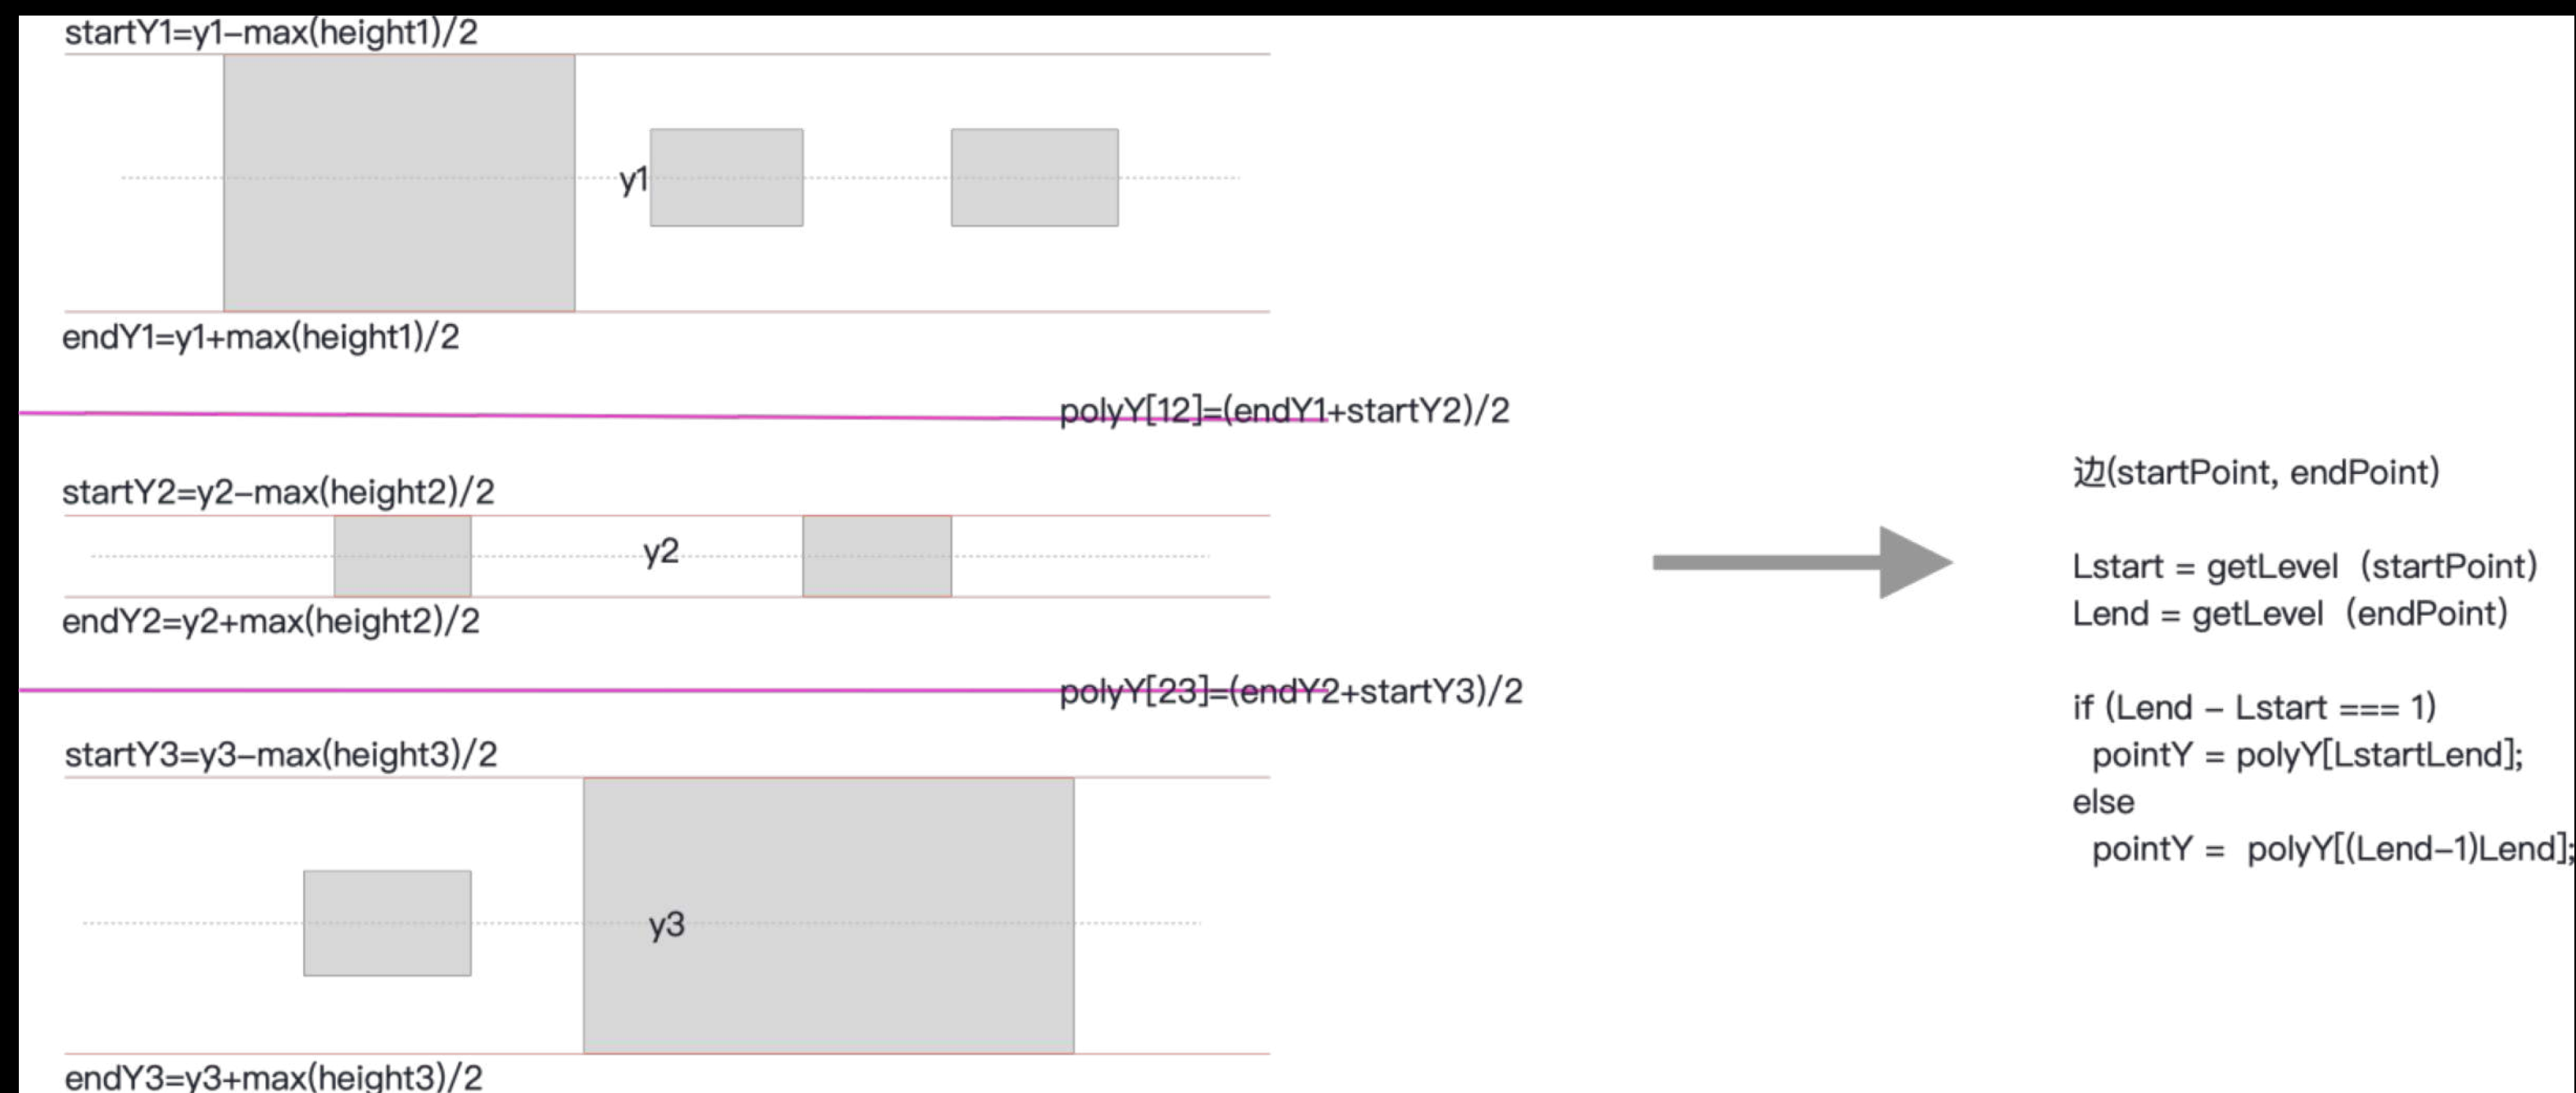 startY1=y1–max(height1)/2
y1
endY1=y1+max(height1)/2
polyY[12]=(endY1+startY2)/2
startY2=y2–max(height2)/2
y2
endY2=y2+max(height2)/2
polyY[23]=(endY2+startY3)/2
startY3=y3–max(height3)/2
y3
endY3=y3+max(height3)/2
边(startPoint, endPoint)
Lstart = getLevel（startPoint)
Lend = getLevel（endPoint)
if (Lend – Lstart === 1)
pointY = polyY[LstartLend];
else
pointY = polyY[(Lend–1)Lend];